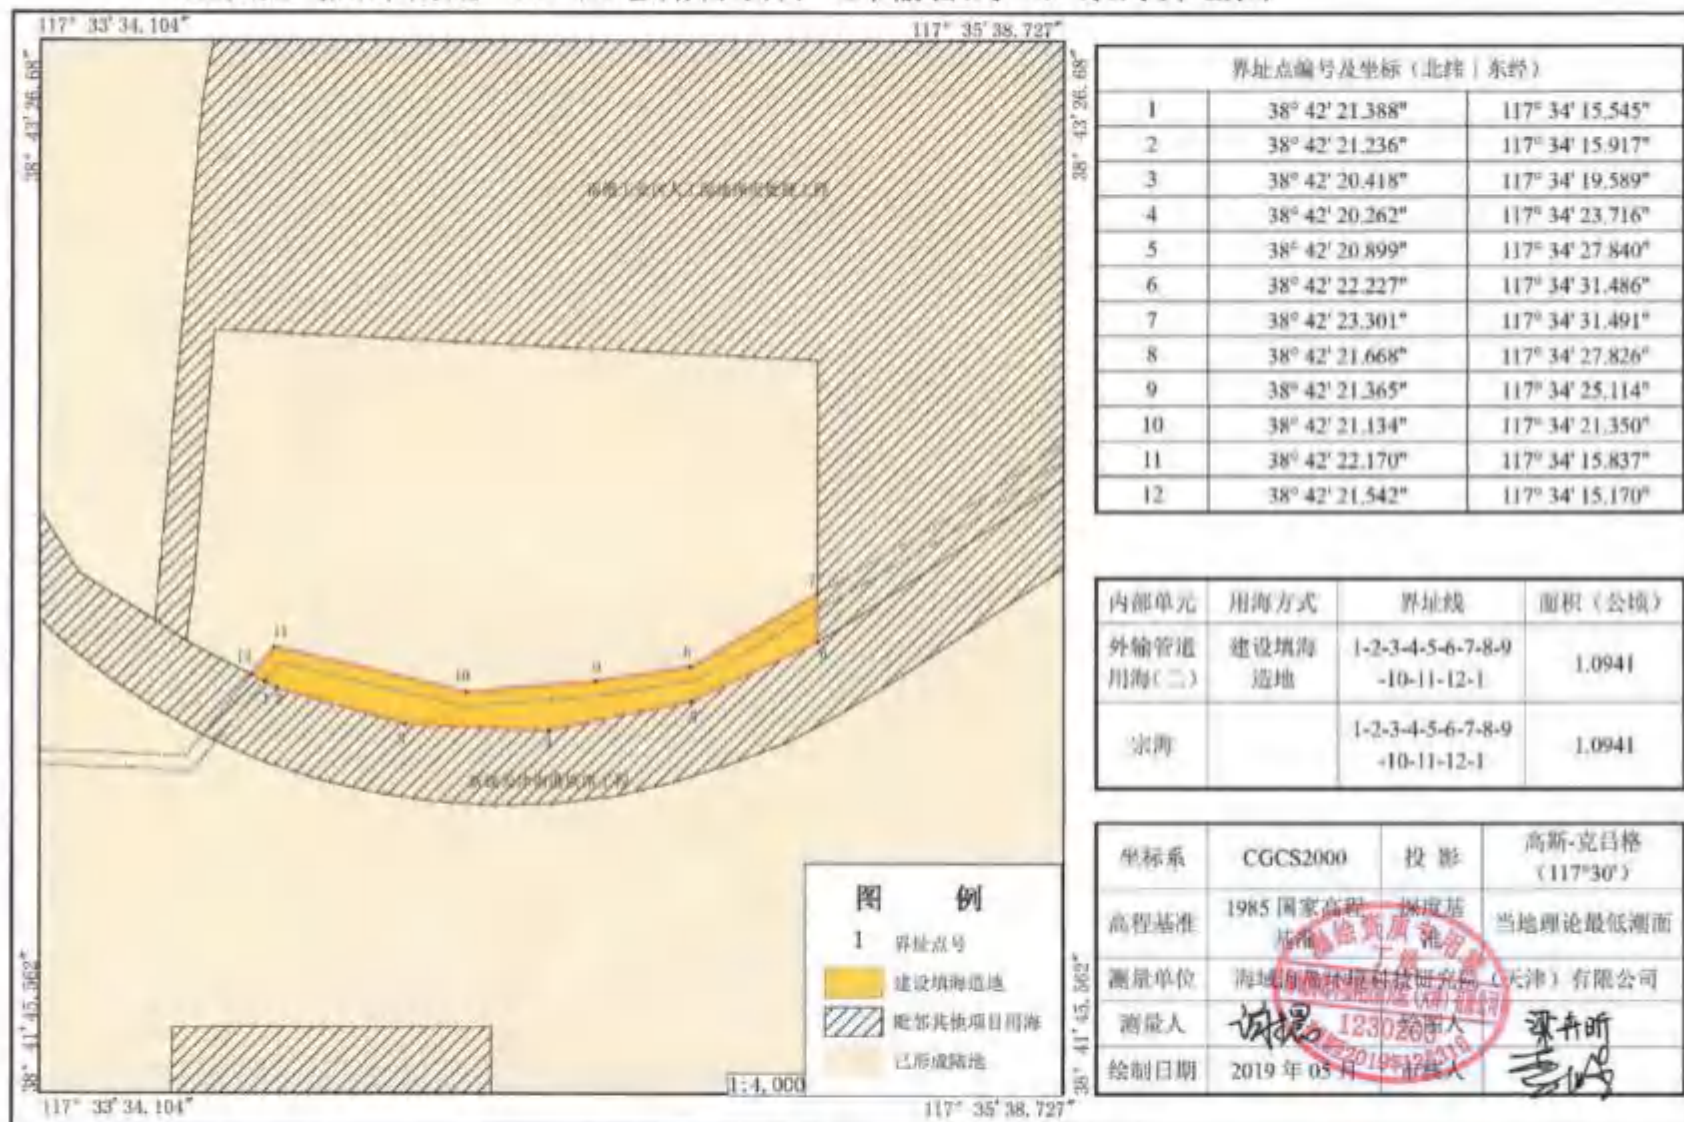 117° 33′ 34.104″
117° 35′ 38.727″
38° 43′ 26.68″
38° 43′ 26.68″
11
10
9
8
7
6
图 例
1 界址点号
建设填海造地
毗邻其他项目用海
已形成陆地
1:4,000
38° 41′ 45.562″
38° 41′ 45.562″
117° 33′ 34.104″
117° 35′ 38.727″
界址点编号及坐标（北纬｜东经）
1 38° 42′ 21.388″ 117° 34′ 15.545″
2 38° 42′ 21.236″ 117° 34′ 15.917″
3 38° 42′ 20.418″ 117° 34′ 19.589″
4 38° 42′ 20.262″ 117° 34′ 23.716″
5 38° 42′ 20.899″ 117° 34′ 27.840″
6 38° 42′ 22.227″ 117° 34′ 31.486″
7 38° 42′ 23.301″ 117° 34′ 31.491″
8 38° 42′ 21.668″ 117° 34′ 27.826″
9 38° 42′ 21.365″ 117° 34′ 25.114″
10 38° 42′ 21.134″ 117° 34′ 21.350″
11 38° 42′ 22.170″ 117° 34′ 15.837″
12 38° 42′ 21.542″ 117° 34′ 15.170″
内部单元 用海方式 界址线 面积（公顷）
外输管道用海（二） 建设填海造地 1-2-3-4-5-6-7-8-9-10-11-12-1 1.0941
宗海 1-2-3-4-5-6-7-8-9-10-11-12-1 1.0941
坐标系 CGCS2000 投影 高斯-克吕格（117°30′）
高程基准 1985 国家高程基准 深度基准 当地理论最低潮面
测量单位 （天津）有限公司
测量人 绘图人
绘制日期 2019 年 05 月 审核人
123020